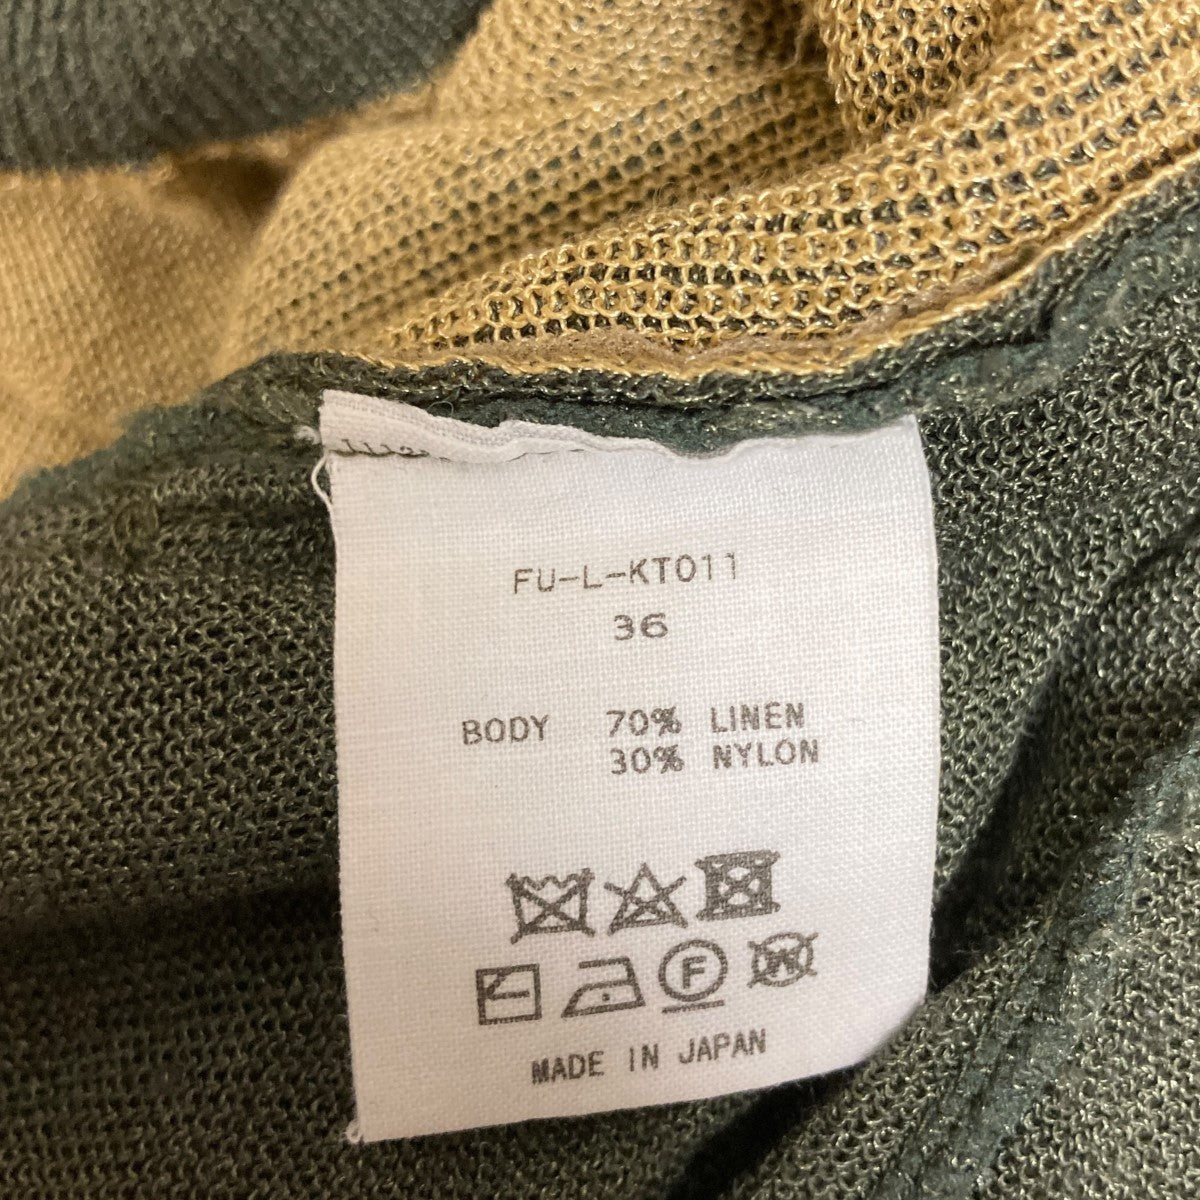 FU-L-KT011
36
BODY 70% LINEN
30% NYLON
F W
MADE IN JAPAN